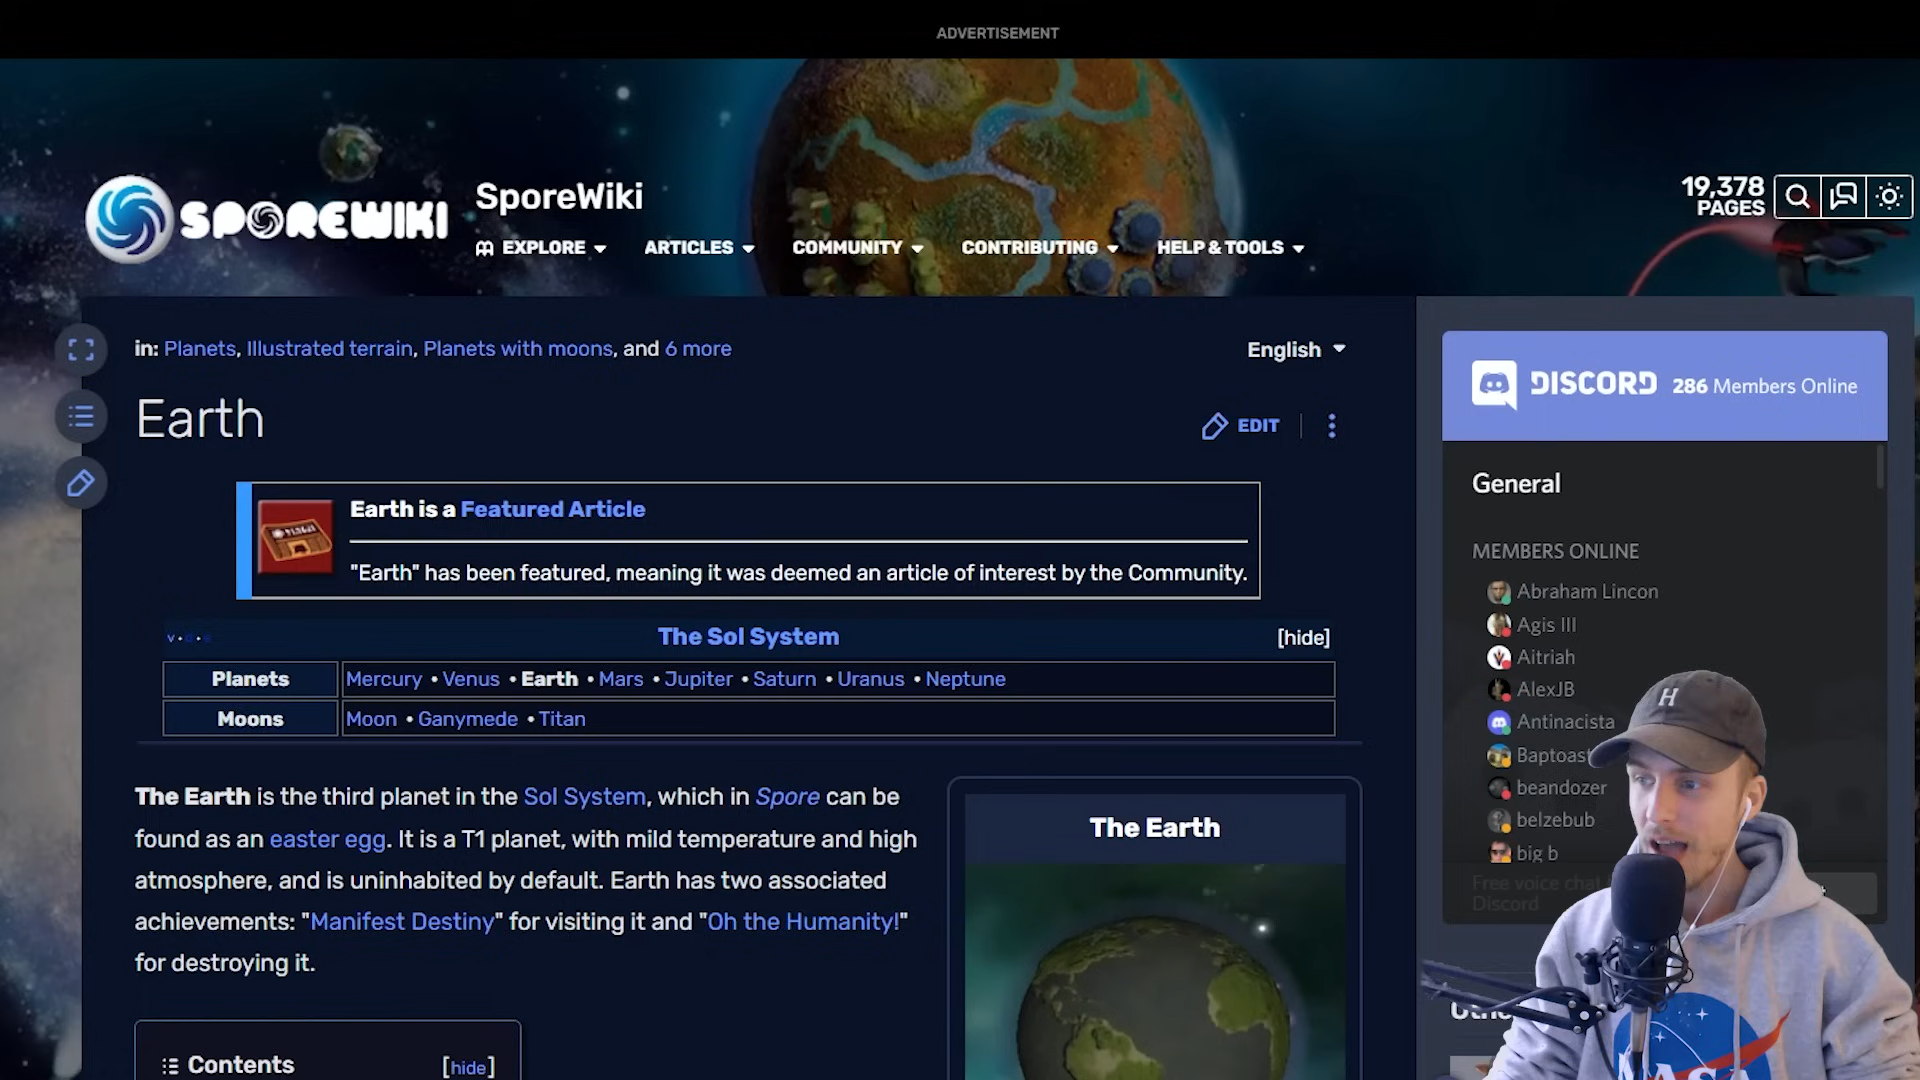 ADVERTISEMENT
SPOREWIKI
SporeWiki
EXPLORE
ARTICLES
COMMUNITY
CONTRIBUTING
HELP & TOOLS
19,378
PAGES
in: Planets, Illustrated terrain, Planets with moons, and 6 more
English
Earth
EDIT
Earth is a Featured Article
"Earth" has been featured, meaning it was deemed an article of interest by the Community.
The Sol System
[hide]
Planets
Mercury • Venus • Earth • Mars • Jupiter • Saturn • Uranus • Neptune
Moons
Moon • Ganymede • Titan
The Earth is the third planet in the Sol System, which in Spore can be
found as an easter egg. It is a T1 planet, with mild temperature and high
atmosphere, and is uninhabited by default. Earth has two associated
achievements: "Manifest Destiny" for visiting it and "Oh the Humanity!"
for destroying it.
Contents
[hide]
The Earth
DISCORD 286 Members Online
General
MEMBERS ONLINE
Abraham Lincon
Agis III
Aitriah
AlexJB
Antinacista
Baptoast
beandozer
belzebub
big b
Free voice chat
Discord
H
NASA